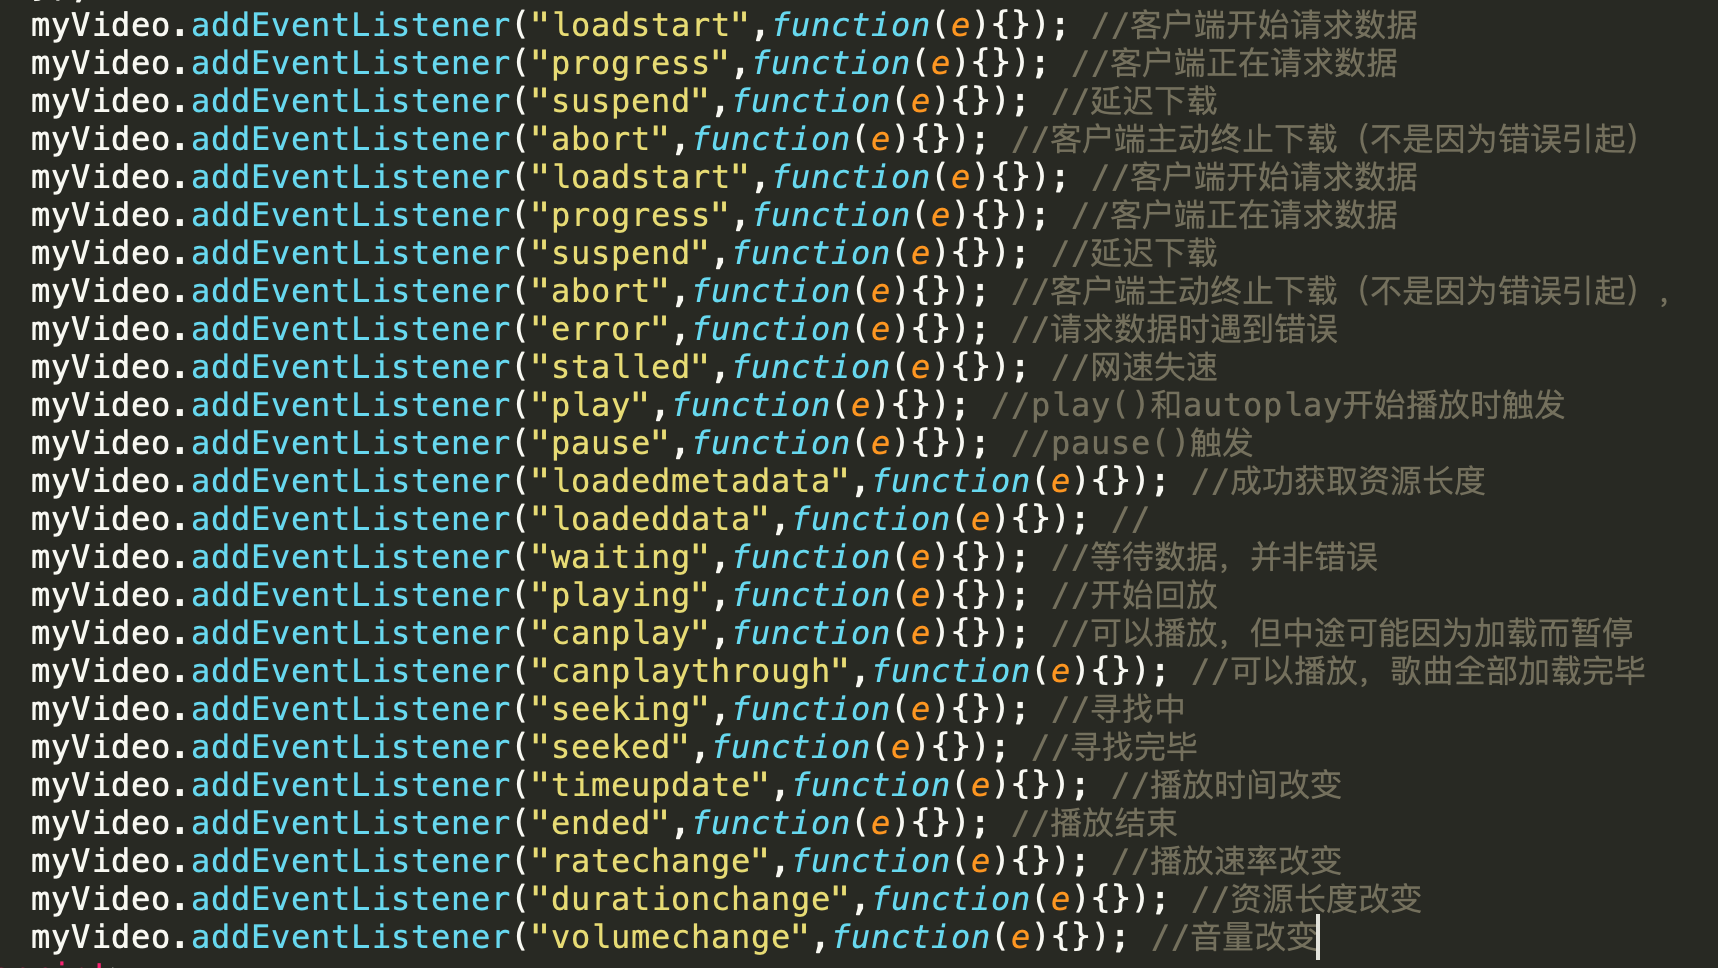 myVideo.addEventListener("loadstart",function(e){}); //客户端开始请求数据
myVideo.addEventListener("progress",function(e){}); //客户端正在请求数据
myVideo.addEventListener("suspend",function(e){}); //延迟下载
myVideo.addEventListener("abort",function(e){}); //客户端主动终止下载（不是因为错误引起）
myVideo.addEventListener("loadstart",function(e){}); //客户端开始请求数据
myVideo.addEventListener("progress",function(e){}); //客户端正在请求数据
myVideo.addEventListener("suspend",function(e){}); //延迟下载
myVideo.addEventListener("abort",function(e){}); //客户端主动终止下载（不是因为错误引起），
myVideo.addEventListener("error",function(e){}); //请求数据时遇到错误
myVideo.addEventListener("stalled",function(e){}); //网速失速
myVideo.addEventListener("play",function(e){}); //play()和autoplay开始播放时触发
myVideo.addEventListener("pause",function(e){}); //pause()触发
myVideo.addEventListener("loadedmetadata",function(e){}); //成功获取资源长度
myVideo.addEventListener("loadeddata",function(e){}); //
myVideo.addEventListener("waiting",function(e){}); //等待数据，并非错误
myVideo.addEventListener("playing",function(e){}); //开始回放
myVideo.addEventListener("canplay",function(e){}); //可以播放，但中途可能因为加载而暂停
myVideo.addEventListener("canplaythrough",function(e){}); //可以播放，歌曲全部加载完毕
myVideo.addEventListener("seeking",function(e){}); //寻找中
myVideo.addEventListener("seeked",function(e){}); //寻找完毕
myVideo.addEventListener("timeupdate",function(e){}); //播放时间改变
myVideo.addEventListener("ended",function(e){}); //播放结束
myVideo.addEventListener("ratechange",function(e){}); //播放速率改变
myVideo.addEventListener("durationchange",function(e){}); //资源长度改变
myVideo.addEventListener("volumechange",function(e){}); //音量改变